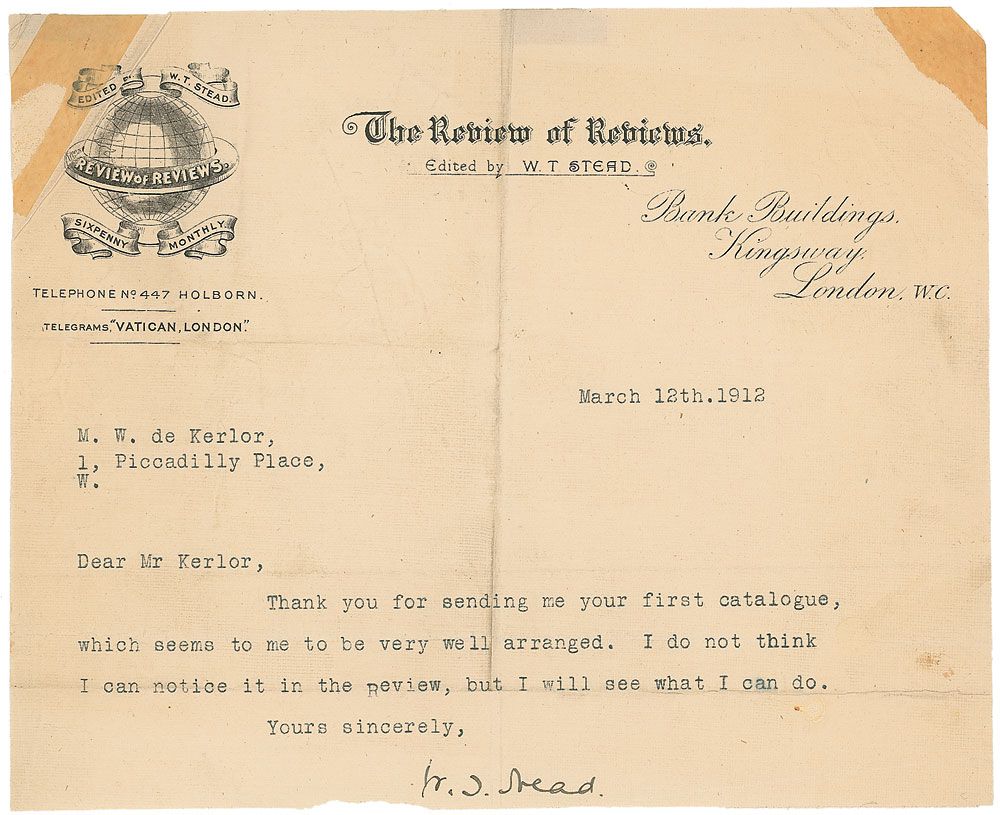 EDITED BY W. T. STEAD.
REVIEW OF REVIEWS.
SIXPENNY MONTHLY
TELEPHONE Nº 447 HOLBORN.
TELEGRAMS, "VATICAN, LONDON."
The Review of Reviews.
Edited by W. T STEAD.
Bank Buildings,
Kingsway,
London, W.C.
March 12th.1912
M. W. de Kerlor,
1, Piccadilly Place,
W.
Dear Mr Kerlor,
Thank you for sending me your first catalogue,
which seems to me to be very well arranged. I do not think
I can notice it in the Review, but I will see what I can do.
Yours sincerely,
W. T. Stead.